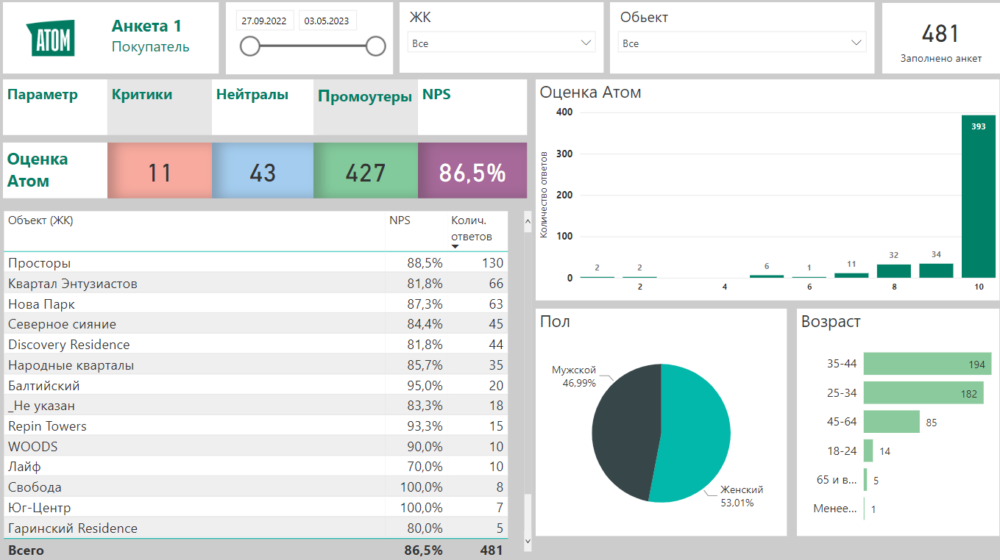 АТОМ
Анкета 1
Покупатель
27.09.2022
03.05.2023
ЖК
Все
Обьект
Все
481
Заполнено анкет
Параметр
Критики
Нейтралы
Промоутеры
NPS
Оценка
Атом
11
43
427
86,5%
Объект (ЖК) NPS Колич.
ответов
Просторы 88,5% 130
Квартал Энтузиастов 81,8% 66
Нова Парк 87,3% 63
Северное сияние 84,4% 45
Discovery Residence 81,8% 44
Народные кварталы 85,7% 35
Балтийский 95,0% 20
_Не указан 83,3% 18
Repin Towers 93,3% 15
WOODS 90,0% 10
Лайф 70,0% 10
Свобода 100,0% 8
Юг-Центр 100,0% 7
Гаринский Residence 80,0% 5
Всего 86,5% 481
Оценка Атом
Количество ответов
400
300
200
100
0
2
2
6
1
11
32
34
393
2
4
6
8
10
Пол
Мужской
46,99%
Женский
53,01%
Возраст
35-44 194
25-34 182
45-64 85
18-24 14
65 и в... 5
Менее... 1